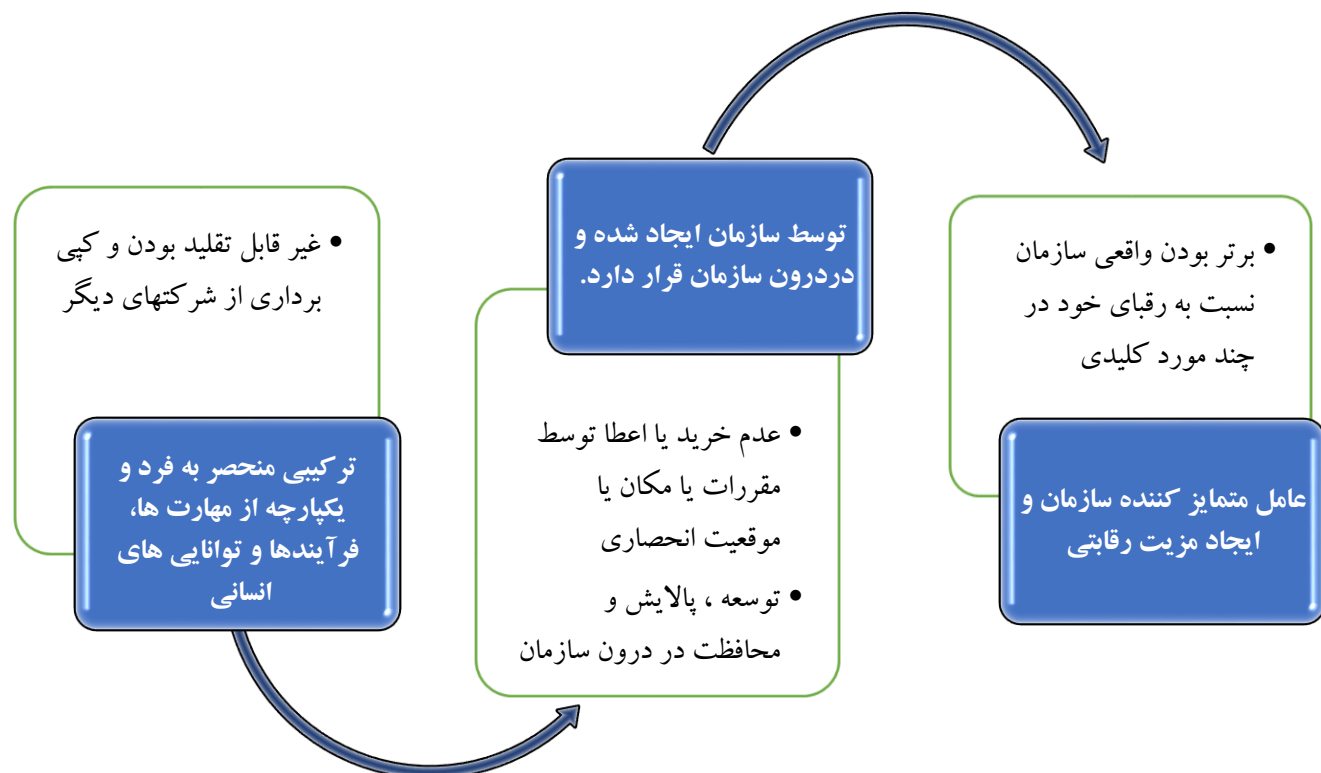 • غیر قابل تقلید بودن و کپی
برداری از شرکتهای دیگر
ترکیبی منحصر به فرد و
یکپارچه از مهارت ها،
فرآیندها و توانایی های
انسانی
توسط سازمان ایجاد شده و
دردرون سازمان قرار دارد.
• عدم خرید یا اعطا توسط
مقررات یا مکان یا
موقعیت انحصاری
• توسعه ، پالایش و
محافظت در درون سازمان
• برتر بودن واقعی سازمان
نسبت به رقبای خود در
چند مورد کلیدی
عامل متمایز کننده سازمان و
ایجاد مزیت رقابتی